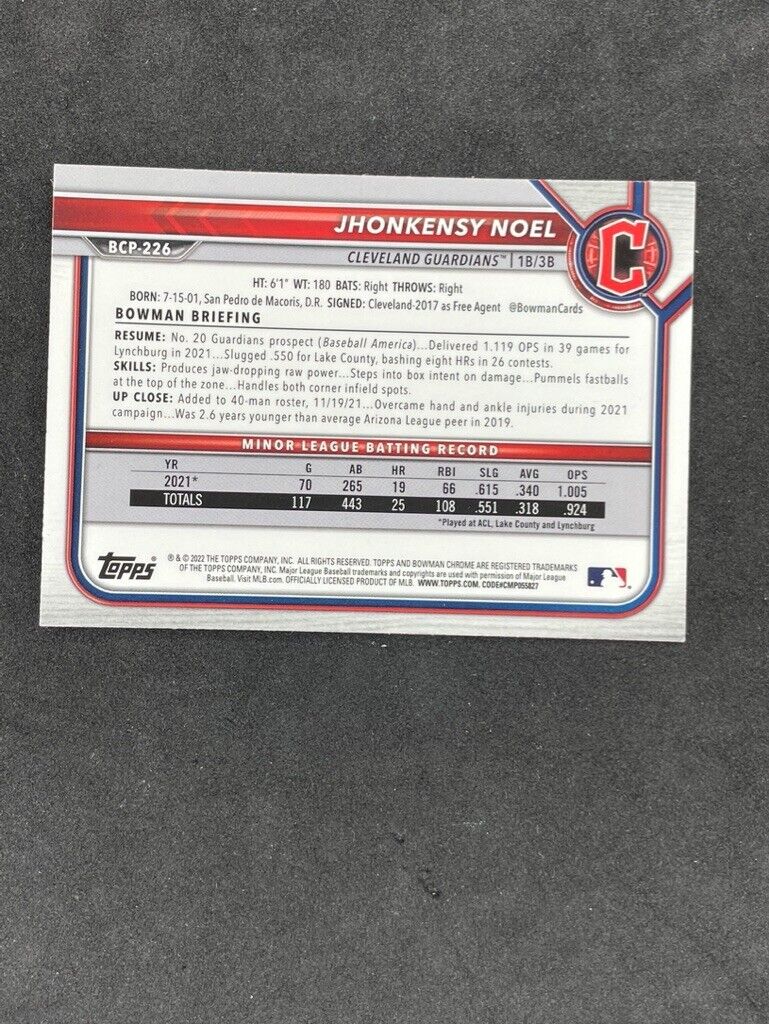 JHONKENSY NOEL
BCP-226
CLEVELAND GUARDIANS™ | 1B/3B
C
HT: 6'1" WT: 180 BATS: Right THROWS: Right
BORN: 7-15-01, San Pedro de Macoris, D.R. SIGNED: Cleveland-2017 as Free Agent @BowmanCards
BOWMAN BRIEFING
RESUME: No. 20 Guardians prospect (Baseball America)...Delivered 1.119 OPS in 39 games for
Lynchburg in 2021...Slugged .550 for Lake County, bashing eight HRs in 26 contests.
SKILLS: Produces jaw-dropping raw power...Steps into box intent on damage...Pummels fastballs
at the top of the zone...Handles both corner infield spots.
UP CLOSE: Added to 40-man roster, 11/19/21...Overcame hand and ankle injuries during 2021
campaign...Was 2.6 years younger than average Arizona League peer in 2019.
MINOR LEAGUE BATTING RECORD
YR G AB HR RBI SLG AVG OPS
2021* 70 265 19 66 .615 .340 1.005
TOTALS 117 443 25 108 .551 .318 .924
*Played at ACL, Lake County and Lynchburg
TOPPS®
® & © 2022 THE TOPPS COMPANY, INC. ALL RIGHTS RESERVED. TOPPS AND BOWMAN CHROME ARE REGISTERED TRADEMARKS
OF THE TOPPS COMPANY, INC. Major League Baseball trademarks and copyrights are used with permission of Major League
Baseball. Visit MLB.com. OFFICIALLY LICENSED PRODUCT OF MLB. WWW.TOPPS.COM. CODE#CMP055827